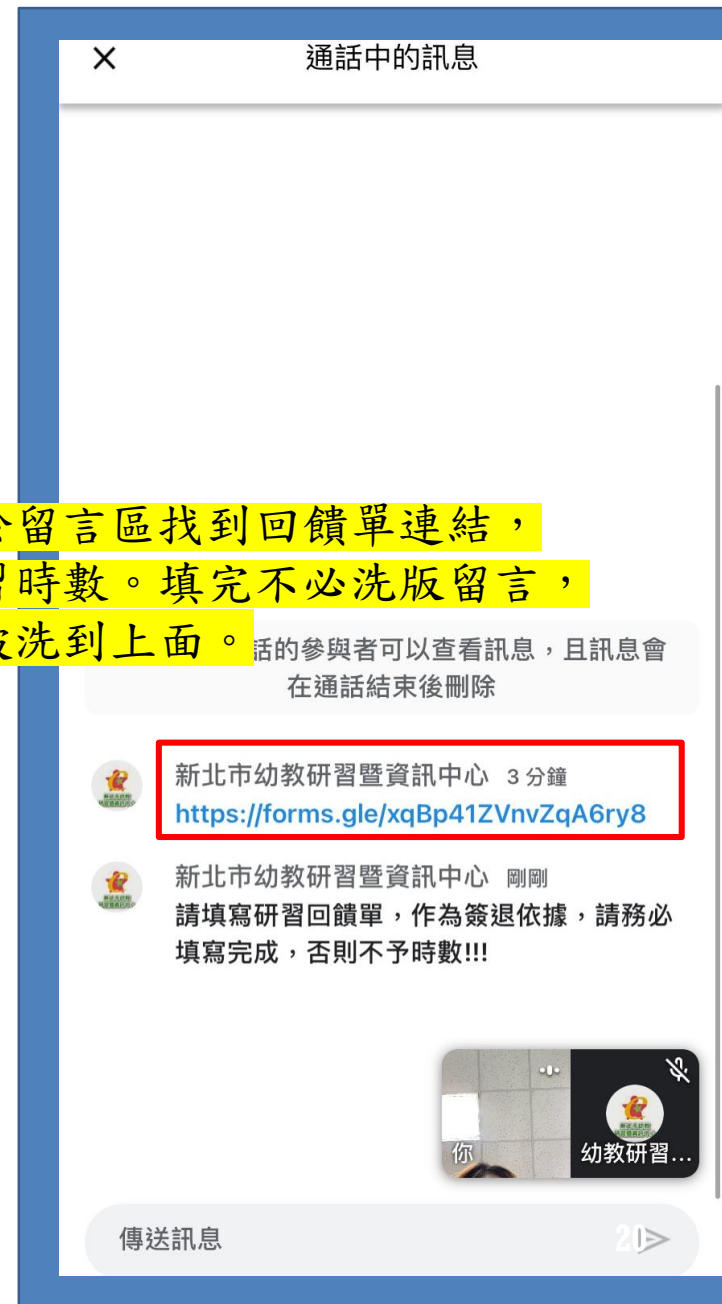 通話中的訊息
於留言區找到回饋單連結，
習時數。填完不必洗版留言，
被洗到上面。
話的參與者可以查看訊息，且訊息會
在通話結束後刪除
新北市幼教研習暨資訊中心 3 分鐘
https://forms.gle/xqBp41ZVnvZqA6ry8
新北市幼教研習暨資訊中心 剛剛
請填寫研習回饋單，作為簽退依據，請務必
填寫完成，否則不予時數!!!
你
幼教研習...
傳送訊息
20